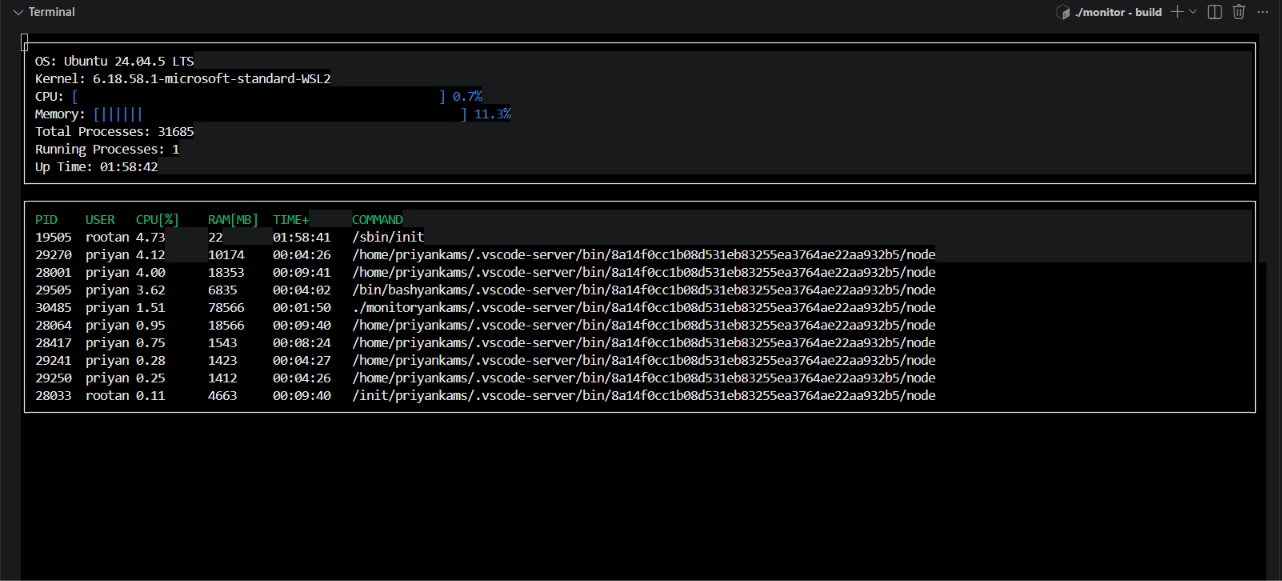 Terminal
./monitor - build
OS: Ubuntu 24.04.5 LTS
Kernel: 6.18.58.1-microsoft-standard-WSL2
CPU: [ ] 0.7%
Memory: [|||||| ] 11.3%
Total Processes: 31685
Running Processes: 1
Up Time: 01:58:42
PID USER CPU[%] RAM[MB] TIME+ COMMAND
19505 rootan 4.73 22 01:58:41 /sbin/init
29270 priyan 4.12 10174 00:04:26 /home/priyankams/.vscode-server/bin/8a14f0cc1b08d531eb83255ea3764ae22aa932b5/node
28001 priyan 4.00 18353 00:09:41 /home/priyankams/.vscode-server/bin/8a14f0cc1b08d531eb83255ea3764ae22aa932b5/node
29505 priyan 3.62 6835 00:04:02 /bin/bashyankams/.vscode-server/bin/8a14f0cc1b08d531eb83255ea3764ae22aa932b5/node
30485 priyan 1.51 78566 00:01:50 ./monitoryankams/.vscode-server/bin/8a14f0cc1b08d531eb83255ea3764ae22aa932b5/node
28064 priyan 0.95 18566 00:09:40 /home/priyankams/.vscode-server/bin/8a14f0cc1b08d531eb83255ea3764ae22aa932b5/node
28417 priyan 0.75 1543 00:08:24 /home/priyankams/.vscode-server/bin/8a14f0cc1b08d531eb83255ea3764ae22aa932b5/node
29241 priyan 0.28 1423 00:04:27 /home/priyankams/.vscode-server/bin/8a14f0cc1b08d531eb83255ea3764ae22aa932b5/node
29250 priyan 0.25 1412 00:04:26 /home/priyankams/.vscode-server/bin/8a14f0cc1b08d531eb83255ea3764ae22aa932b5/node
28033 rootan 0.11 4663 00:09:40 /init/priyankams/.vscode-server/bin/8a14f0cc1b08d531eb83255ea3764ae22aa932b5/node